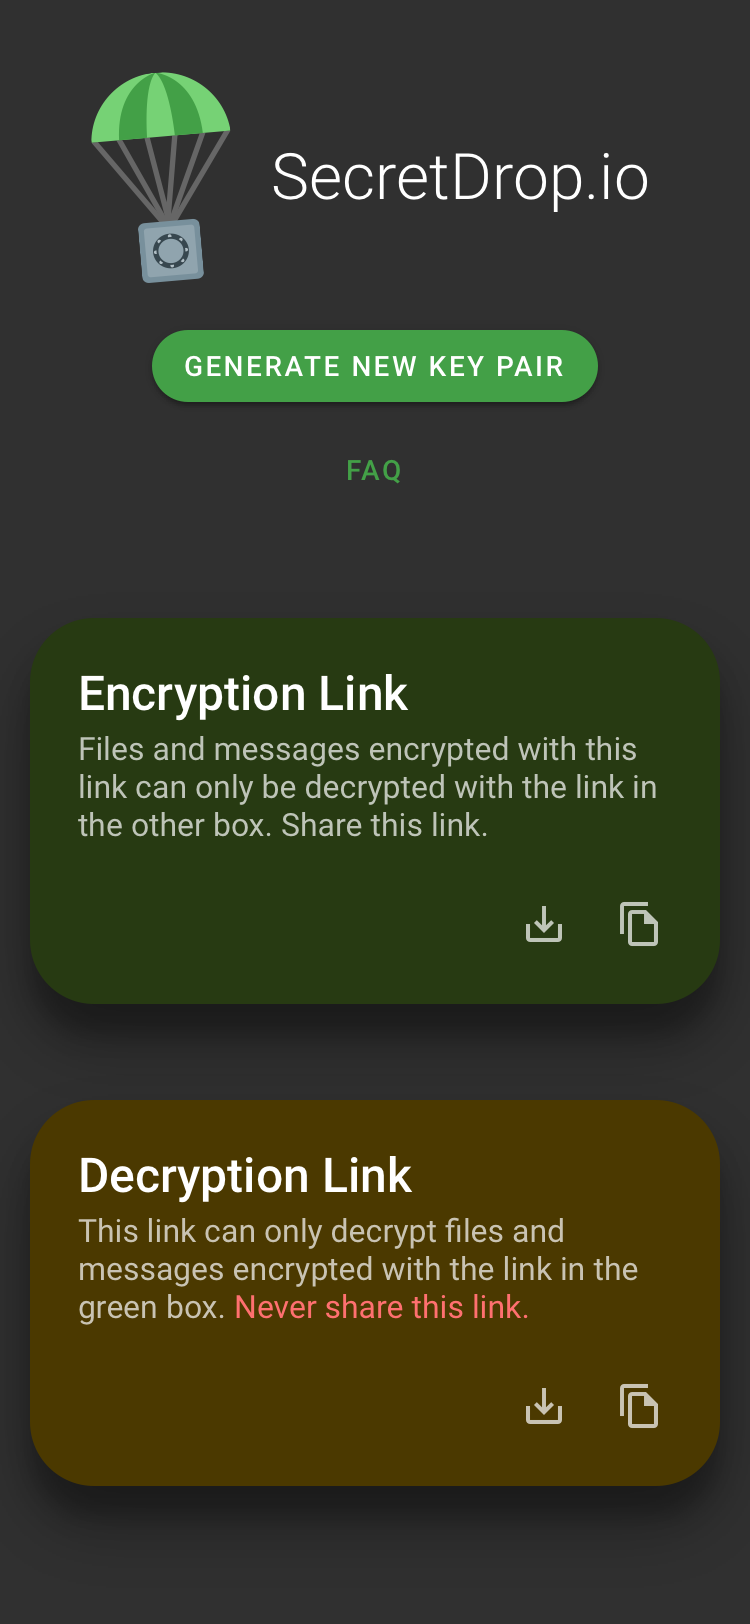 SecretDrop.io
GENERATE NEW KEY PAIR
FAQ
Encryption Link
Files and messages encrypted with this
link can only be decrypted with the link in
the other box. Share this link.
Decryption Link
This link can only decrypt files and
messages encrypted with the link in the
green box. Never share this link.